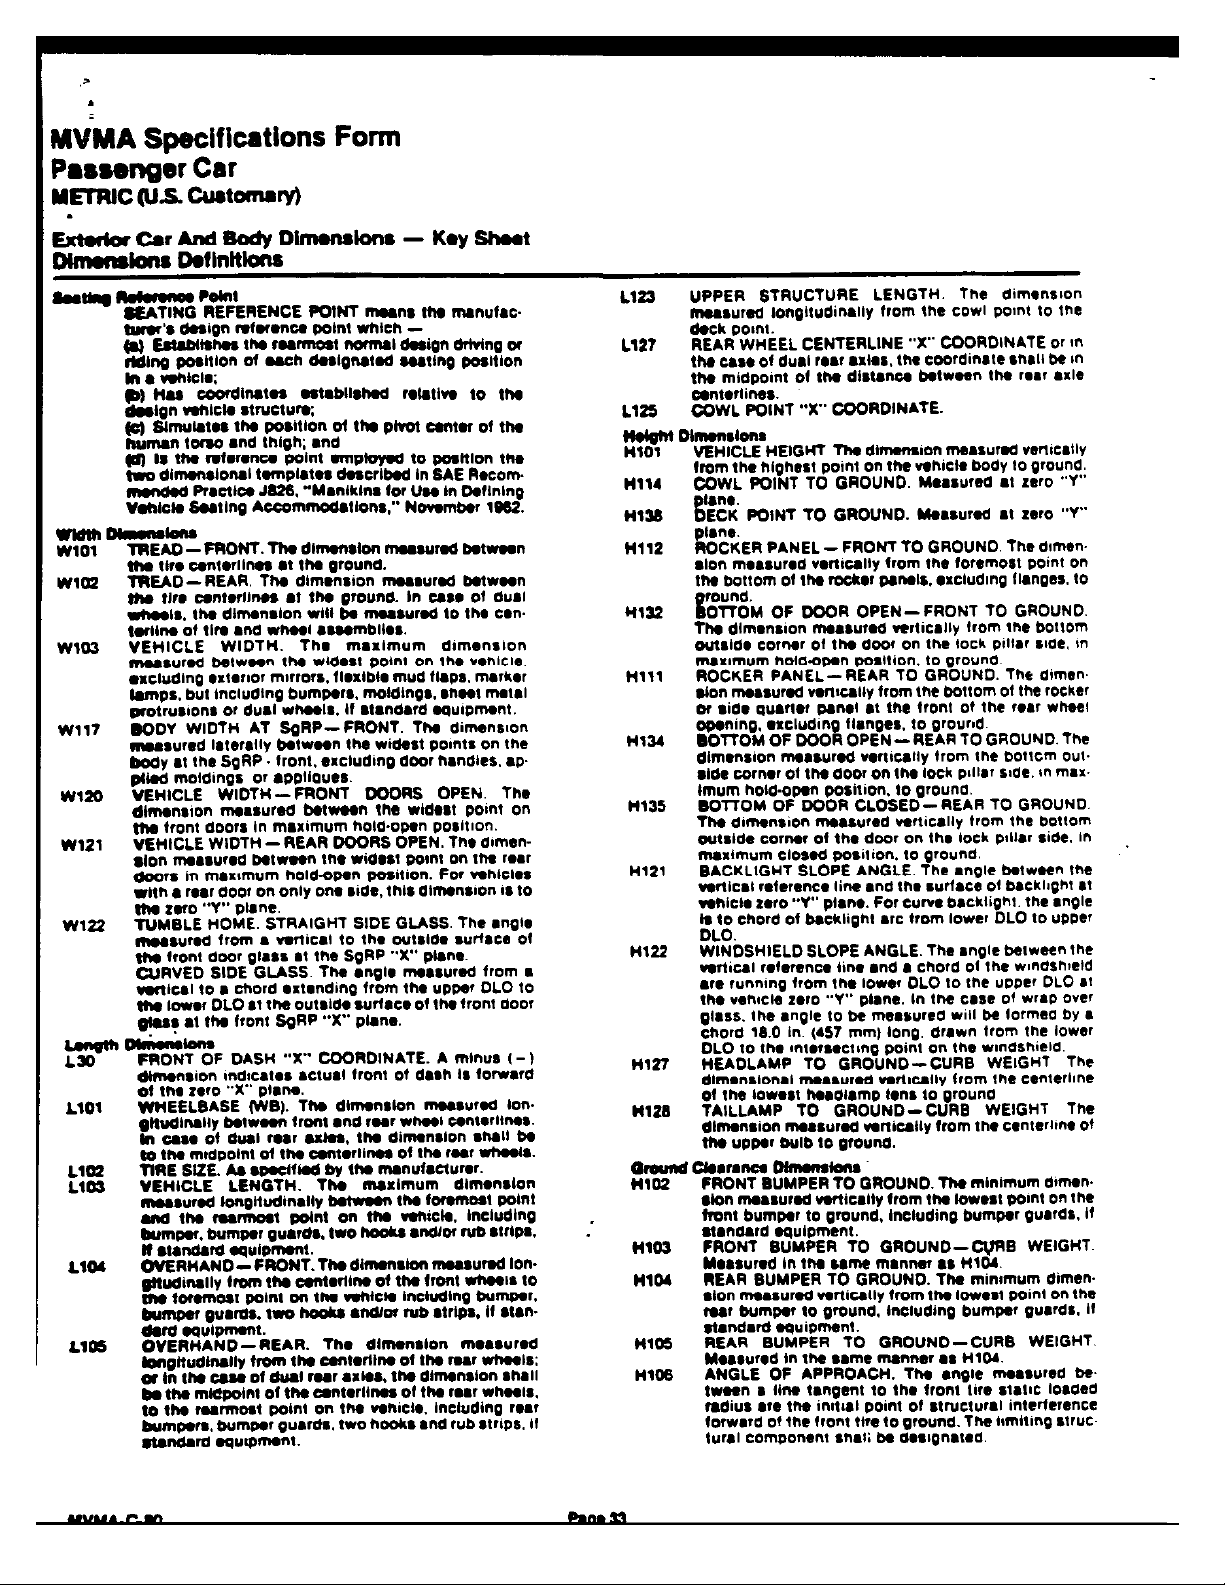 MVMA Specifications Form
Passenger Car
METRIC (U.S. Customary)
Exterior Car And Body Dimensions — Key Sheet
Dimensions Definitions
Seating Reference Point
SEATING REFERENCE POINT means the manufac-
turer's design reference point which —
(a) Establishes the rearmost normal design driving or
riding position of each designated seating position
in a vehicle;
(b) Has coordinates established relative to the
design vehicle structure;
(c) Simulates the position of the pivot center of the
human torso and thigh; and
(d) Is the reference point employed to position the
two dimensional templates described in SAE Recom-
mended Practice J826, "Manikins for Use in Defining
Vehicle Seating Accommodations," November 1962.
Width Dimensions
W101 TREAD — FRONT. The dimension measured between
the tire centerlines at the ground.
W102 TREAD — REAR. The dimension measured between
the tire centerlines at the ground. In case of dual
wheels, the dimension will be measured to the cen-
terline of tire and wheel assemblies.
W103 VEHICLE WIDTH. The maximum dimension
measured between the widest point on the vehicle,
excluding exterior mirrors, flexible mud flaps, marker
lamps, but including bumpers, moldings, sheet metal
protrusions or dual wheels, if standard equipment.
W117 BODY WIDTH AT SgRP — FRONT. The dimension
measured laterally between the widest points on the
body at the SgRP - front, excluding door handles, ap-
plied moldings or appliques.
W120 VEHICLE WIDTH — FRONT DOORS OPEN. The
dimension measured between the widest point on
the front doors in maximum hold-open position.
W121 VEHICLE WIDTH — REAR DOORS OPEN. The dimen-
sion measured between the widest point on the rear
doors in maximum hold-open position. For vehicles
with a rear door on only one side, this dimension is to
the zero "Y" plane.
W122 TUMBLE HOME. STRAIGHT SIDE GLASS. The angle
measured from a vertical to the outside surface of
the front door glass at the SgRP "X" plane.
CURVED SIDE GLASS. The angle measured from a
vertical to a chord extending from the upper DLO to
the lower DLO at the outside surface of the front door
glass at the front SgRP "X" plane.
Length Dimensions
L30 FRONT OF DASH "X" COORDINATE. A minus (-)
dimension indicates actual front of dash is forward
of the zero "X" plane.
L101 WHEELBASE (WB). The dimension measured lon-
gitudinally between front and rear wheel centerlines.
In case of dual rear axles, the dimension shall be
to the midpoint of the centerlines of the rear wheels.
L102 TIRE SIZE. As specified by the manufacturer.
L103 VEHICLE LENGTH. The maximum dimension
measured longitudinally between the foremost point
and the rearmost point on the vehicle, including
bumper, bumper guards, two hooks and/or rub strips,
if standard equipment.
L104 OVERHAND — FRONT. The dimension measured lon-
gitudinally from the centerline of the front wheels to
the foremost point on the vehicle including bumper,
bumper guards, two hooks and/or rub strips, if stan-
dard equipment.
L105 OVERHAND — REAR. The dimension measured
longitudinally from the centerline of the rear wheels;
or in the case of dual rear axles, the dimension shall
be the midpoint of the centerlines of the rear wheels,
to the rearmost point on the vehicle, including rear
bumpers, bumper guards, two hooks and rub strips, if
standard equipment.
L123 UPPER STRUCTURE LENGTH. The dimension
measured longitudinally from the cowl point to the
deck point.
L127 REAR WHEEL CENTERLINE "X" COORDINATE or in
the case of dual rear axles, the coordinate shall be in
the midpoint of the distance between the rear axle
centerlines.
L125 COWL POINT "X" COORDINATE.
Height Dimensions
H101 VEHICLE HEIGHT The dimension measured vertically
from the highest point on the vehicle body to ground.
H114 COWL POINT TO GROUND. Measured at zero "Y"
plane.
H138 DECK POINT TO GROUND. Measured at zero "Y"
plane.
H112 ROCKER PANEL — FRONT TO GROUND. The dimen-
sion measured vertically from the foremost point on
the bottom of the rocker panels, excluding flanges, to
ground.
H132 BOTTOM OF DOOR OPEN — FRONT TO GROUND.
The dimension measured vertically from the bottom
outside corner of the door on the lock pillar side, in
maximum hold-open position, to ground.
H111 ROCKER PANEL — REAR TO GROUND. The dimen-
sion measured vertically from the bottom of the rocker
or side quarter panel at the front of the rear wheel
opening, excluding flanges, to ground.
H134 BOTTOM OF DOOR OPEN — REAR TO GROUND. The
dimension measured vertically from the bottom out-
side corner of the door on the lock pillar side, in max-
imum hold-open position, to ground.
H135 BOTTOM OF DOOR CLOSED — REAR TO GROUND.
The dimension measured vertically from the bottom
outside corner of the door on the lock pillar side, in
maximum closed position, to ground.
H121 BACKLIGHT SLOPE ANGLE. The angle between the
vertical reference line and the surface of backlight at
vehicle zero "Y" plane. For curve backlight, the angle
is to chord of backlight arc from lower DLO to upper
DLO.
H122 WINDSHIELD SLOPE ANGLE. The angle between the
vertical reference line and a chord of the windshield
are running from the lower DLO to the upper DLO at
the vehicle zero "Y" plane. In the case of wrap over
glass, the angle to be measured will be formed by a
chord 18.0 in. (457 mm) long, drawn from the lower
DLO to the intersecting point on the windshield.
H127 HEADLAMP TO GROUND — CURB WEIGHT The
dimensional measured vertically from the centerline
of the lowest headlamp lens to ground
H128 TAILLAMP TO GROUND — CURB WEIGHT The
dimension measured vertically from the centerline of
the upper bulb to ground.
Ground Clearance Dimensions
H102 FRONT BUMPER TO GROUND. The minimum dimen-
sion measured vertically from the lowest point on the
front bumper to ground, including bumper guards, if
standard equipment.
H103 FRONT BUMPER TO GROUND — CURB WEIGHT.
Measured in the same manner as H104.
H104 REAR BUMPER TO GROUND. The minimum dimen-
sion measured vertically from the lowest point on the
rear bumper to ground, including bumper guards, if
standard equipment.
H105 REAR BUMPER TO GROUND — CURB WEIGHT.
Measured in the same manner as H104.
H106 ANGLE OF APPROACH. The angle measured be-
tween a line tangent to the front tire static loaded
radius are the initial point of structural interference
forward of the front tire to ground. The limiting struc-
tural component shall be designated.
MVMA-C-90
Page 33